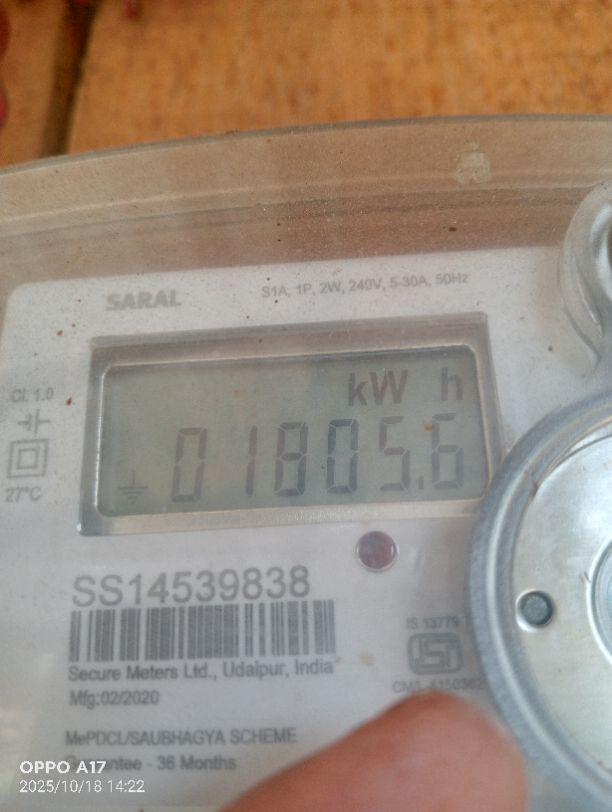 SARAL
S1A, 1P, 2W, 240V, 5-30A, 50Hz
kW h
01805.6
Cl. 1.0
27°C
SS14539838
Secure Meters Ltd., Udaipur, India
Mfg:02/2020
IS 13779
ISI
MePDCL/SAUBHAGYA SCHEME
- 36 Months
OPPO A17
2025/10/18 14:22